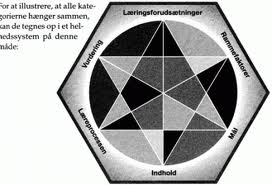 For at illustrere, at alle kate-
gorierne hænger sammen,
kan de tegnes op i et hel-
hedssystem på denne
måde:
Læringsforudsætninger
Rammefaktorer
Mål
Indhold
Læreprocessen
Vurdering